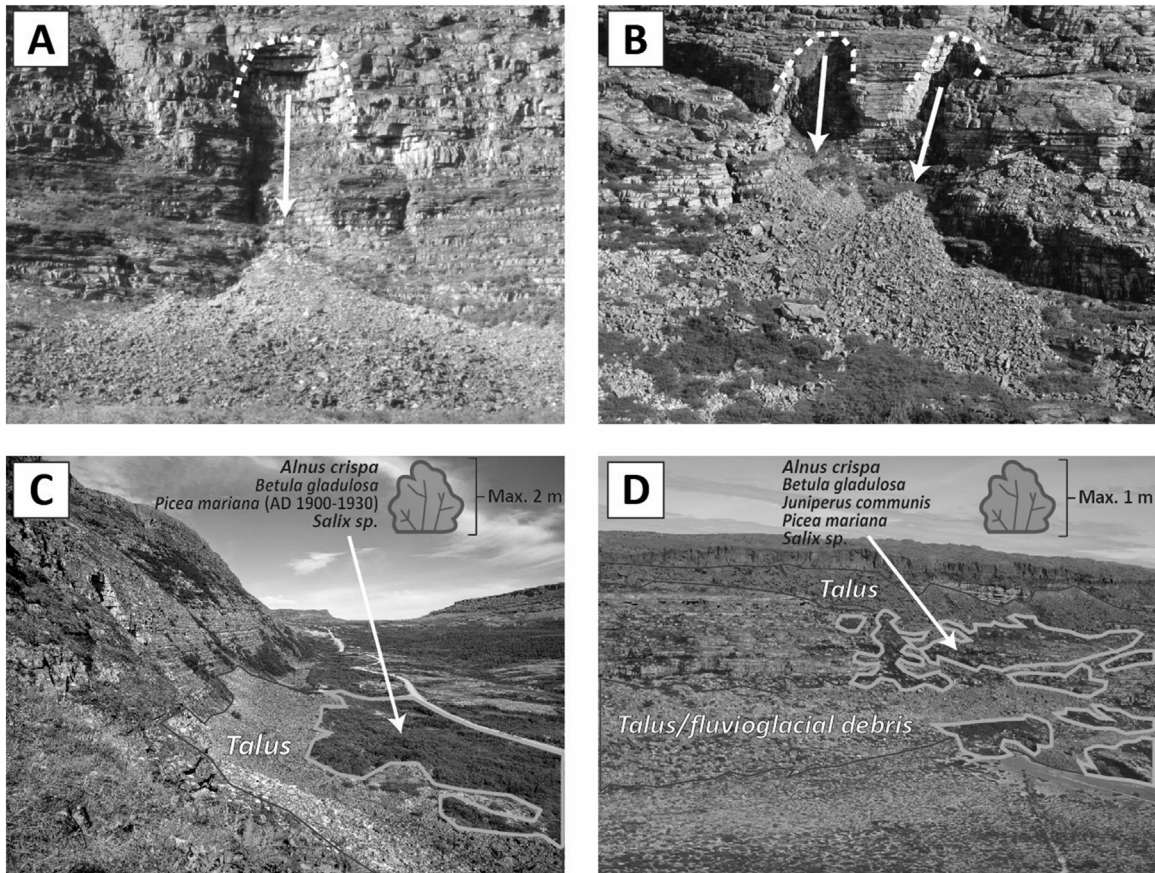 A
B
C
Alnus crispa
Betula gladulosa
Picea mariana (AD 1900-1930)
Salix sp.
Max. 2 m
Talus
D
Alnus crispa
Betula gladulosa
Juniperus communis
Picea mariana
Salix sp.
Max. 1 m
Talus
Talus/fluvioglacial debris